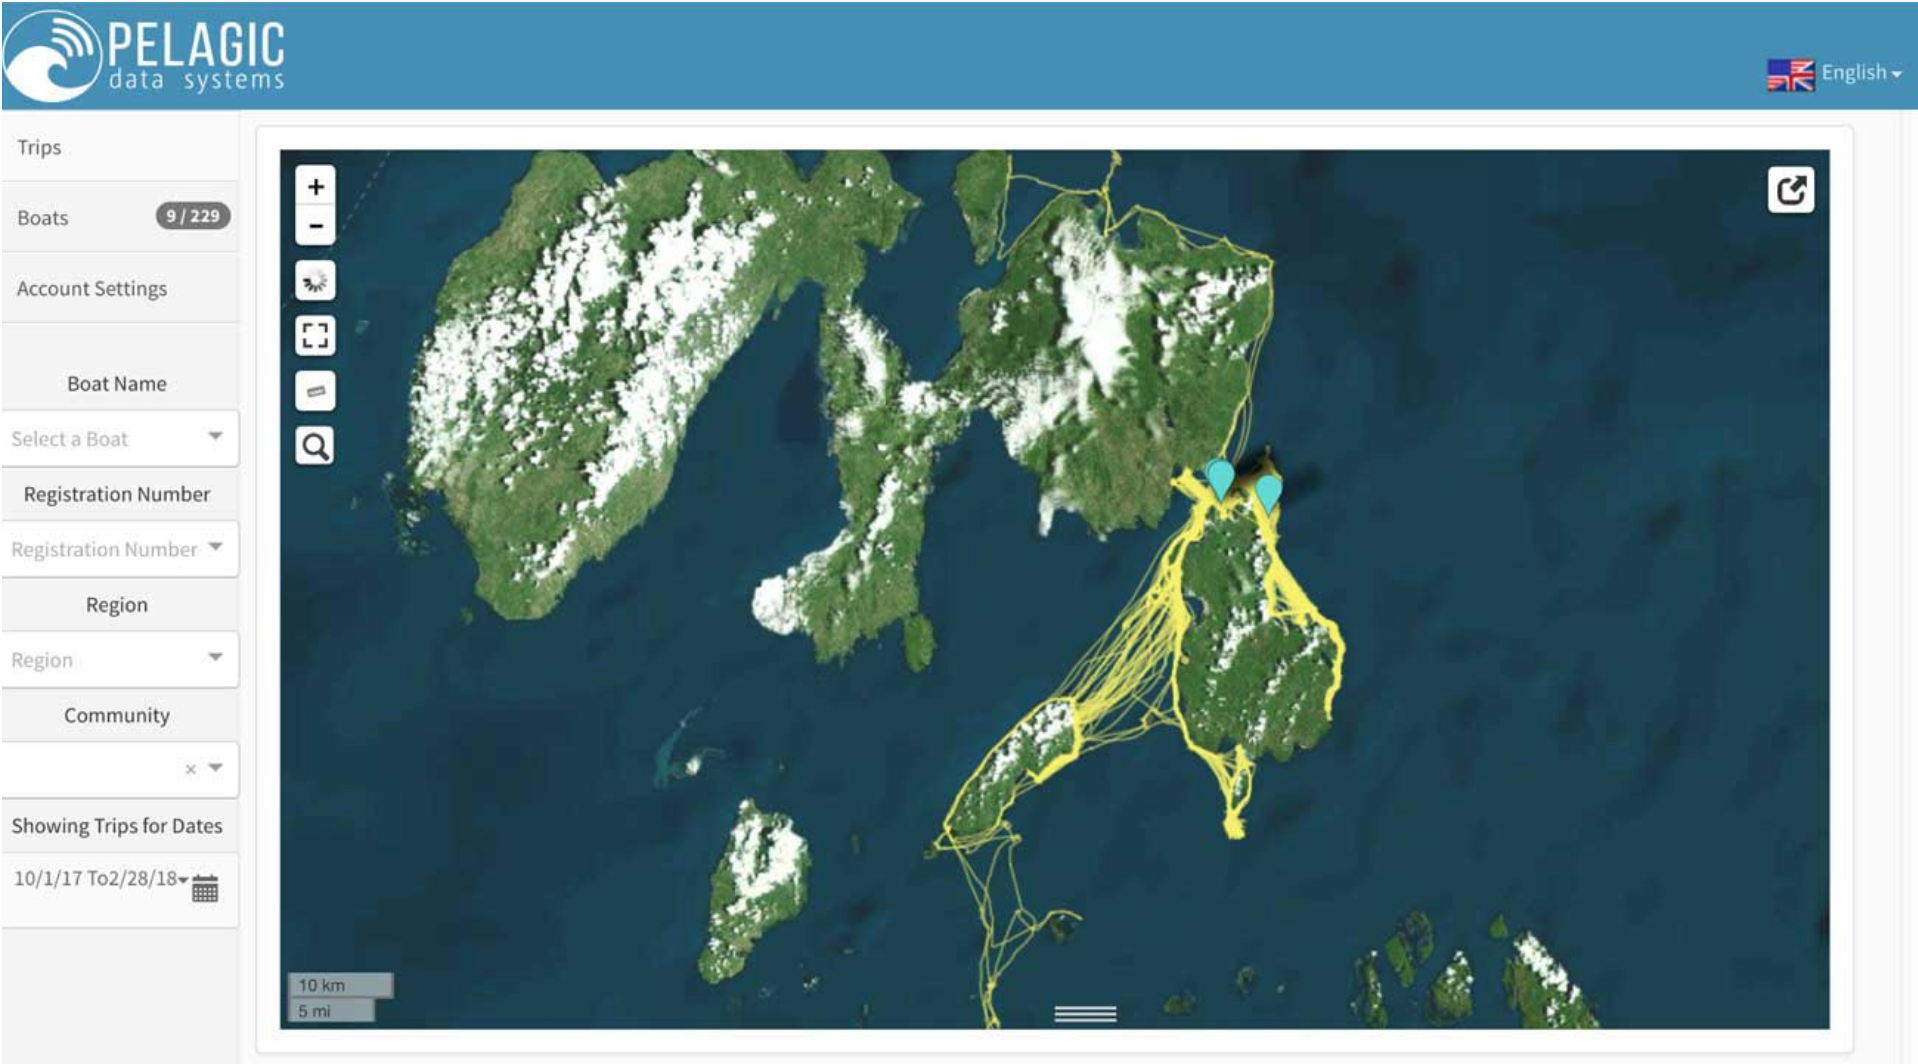 PELAGIC
data systems
English
Trips
Boats 9 / 229
Account Settings
Boat Name
Select a Boat
Registration Number
Registration Number
Region
Region
Community
×
Showing Trips for Dates
10/1/17 To2/28/18
+
−
10 km
5 mi